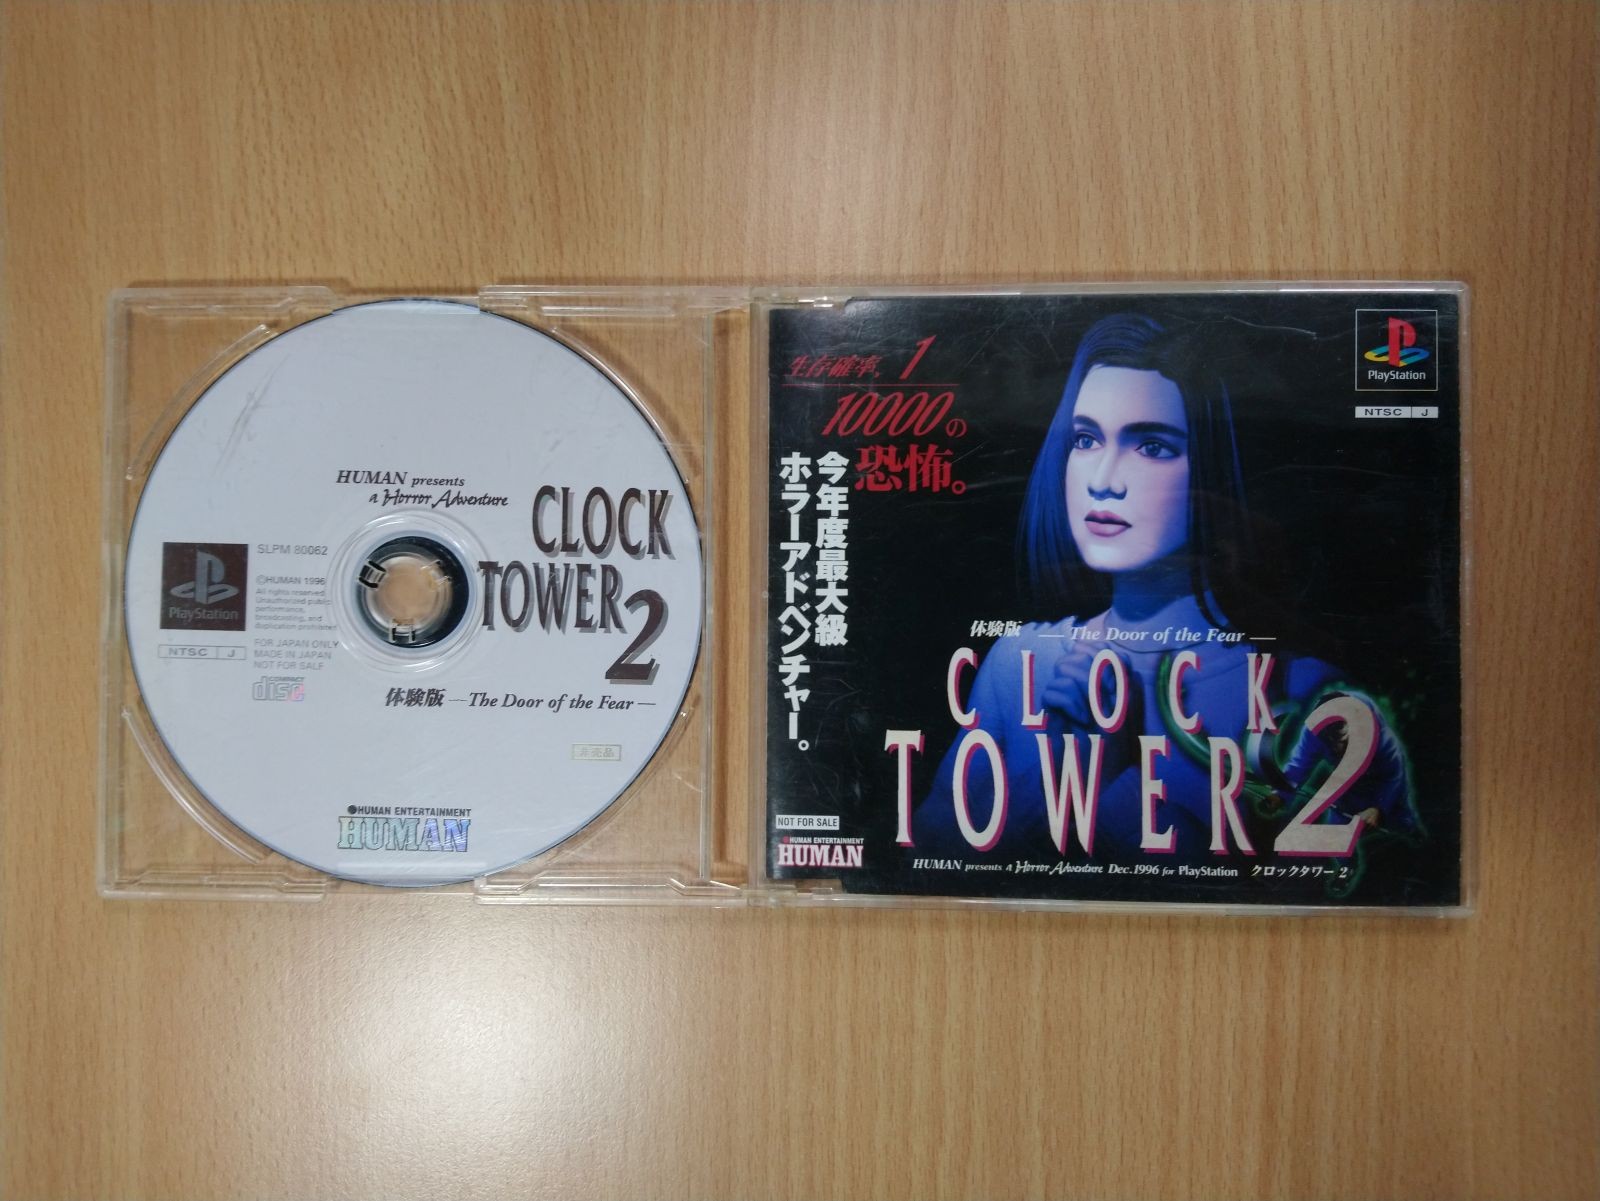 HUMAN presents
a Horror Adventure
CLOCK
TOWER 2
体験版 —The Door of the Fear—
SLPM 80062
©HUMAN 1996
All rights reserved
Unauthorized public
performance,
broadcasting, and
duplication prohibited
FOR JAPAN ONLY
MADE IN JAPAN
NOT FOR SALE
PlayStation
NTSC J
COMPACT
disc
非売品
HUMAN ENTERTAINMENT
HUMAN
生存確率、1
10000の
恐怖。
今年度最大級
ホラーアドベンチャー。
PlayStation
NTSC J
体験版 — The Door of the Fear —
CLOCK
TOWER 2
NOT FOR SALE
HUMAN ENTERTAINMENT
HUMAN
HUMAN presents a Horror Adventure Dec.1996 for PlayStation クロックタワー 2